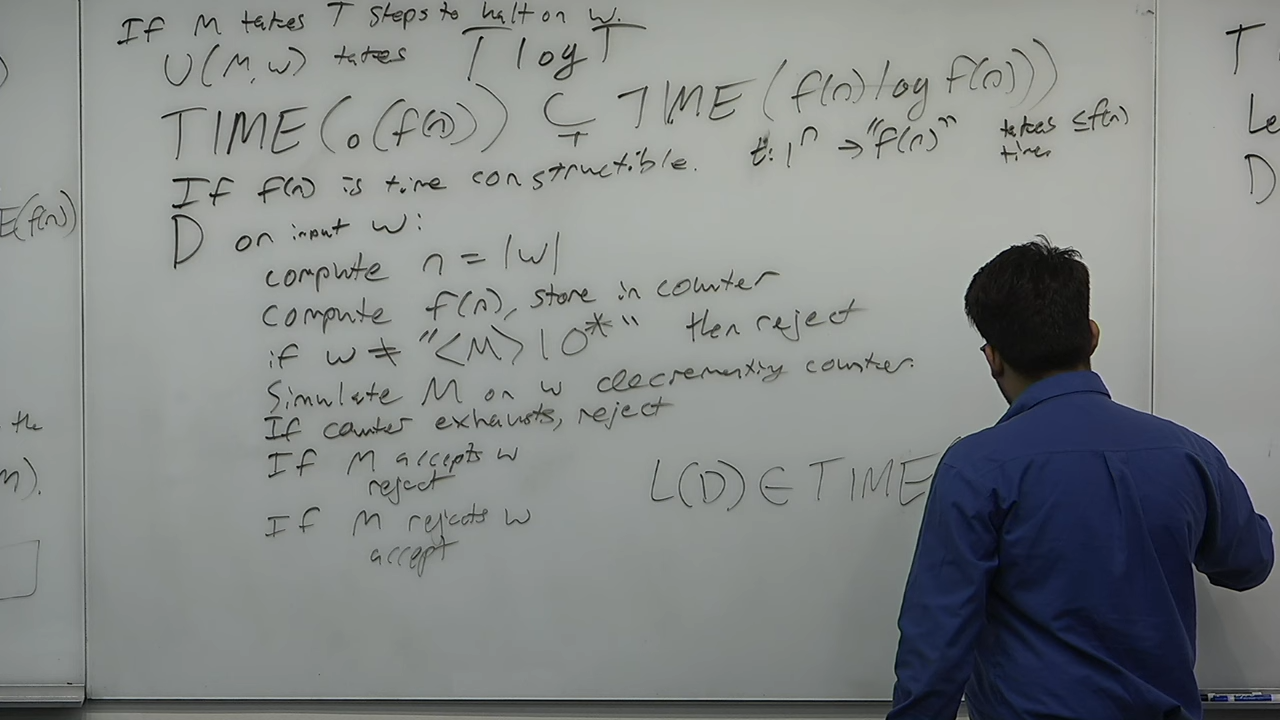 If M takes T steps to halt on w.
U(M,w) takes T log T
TIME(o(f(n))) ⊊ TIME(f(n) log f(n)))
If f(n) is time constructible. t: 1ⁿ → "f(n)" takes ≤f(n) time
D on input w:
compute n = |w|
compute f(n), store in counter
if w ≠ "<M>10*" then reject
Simulate M on w decrementing counter.
If counter exhausts, reject
If M accepts w
reject
If M rejects w
accept
L(D) ∈ TIME
E(f(n))
the
m).
T
Le
D